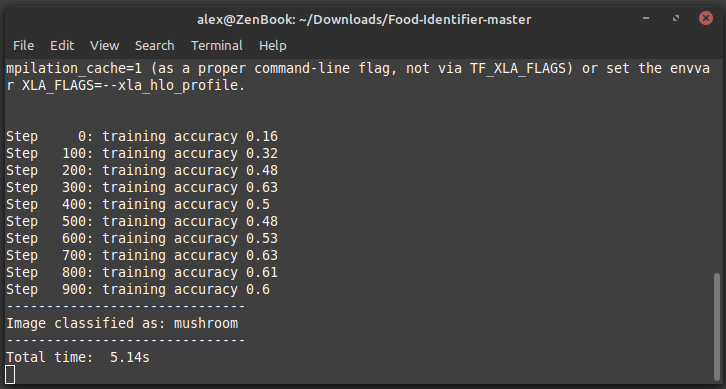 alex@ZenBook: ~/Downloads/Food-Identifier-master
File Edit View Search Terminal Help
mpilation_cache=1 (as a proper command-line flag, not via TF_XLA_FLAGS) or set the envva
r XLA_FLAGS=--xla_hlo_profile.
Step     0: training accuracy 0.16
Step   100: training accuracy 0.32
Step   200: training accuracy 0.48
Step   300: training accuracy 0.63
Step   400: training accuracy 0.5
Step   500: training accuracy 0.48
Step   600: training accuracy 0.53
Step   700: training accuracy 0.63
Step   800: training accuracy 0.61
Step   900: training accuracy 0.6
------------------------------
Image classified as: mushroom
------------------------------
Total time:  5.14s